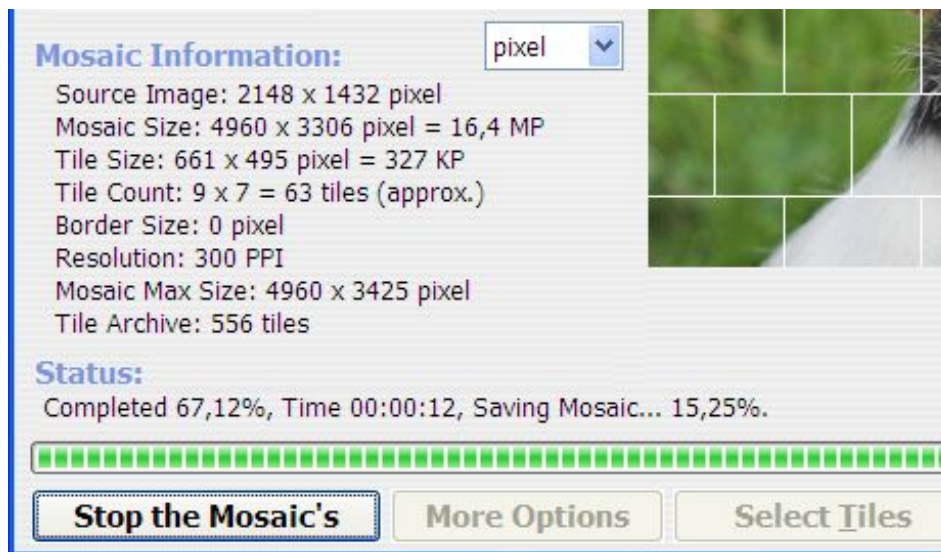 pixel
Mosaic Information:
Source Image: 2148 x 1432 pixel
Mosaic Size: 4960 x 3306 pixel = 16,4 MP
Tile Size: 661 x 495 pixel = 327 KP
Tile Count: 9 x 7 = 63 tiles (approx.)
Border Size: 0 pixel
Resolution: 300 PPI
Mosaic Max Size: 4960 x 3425 pixel
Tile Archive: 556 tiles
Status:
Completed 67,12%, Time 00:00:12, Saving Mosaic... 15,25%.
Stop the Mosaic's
More Options
Select Tiles